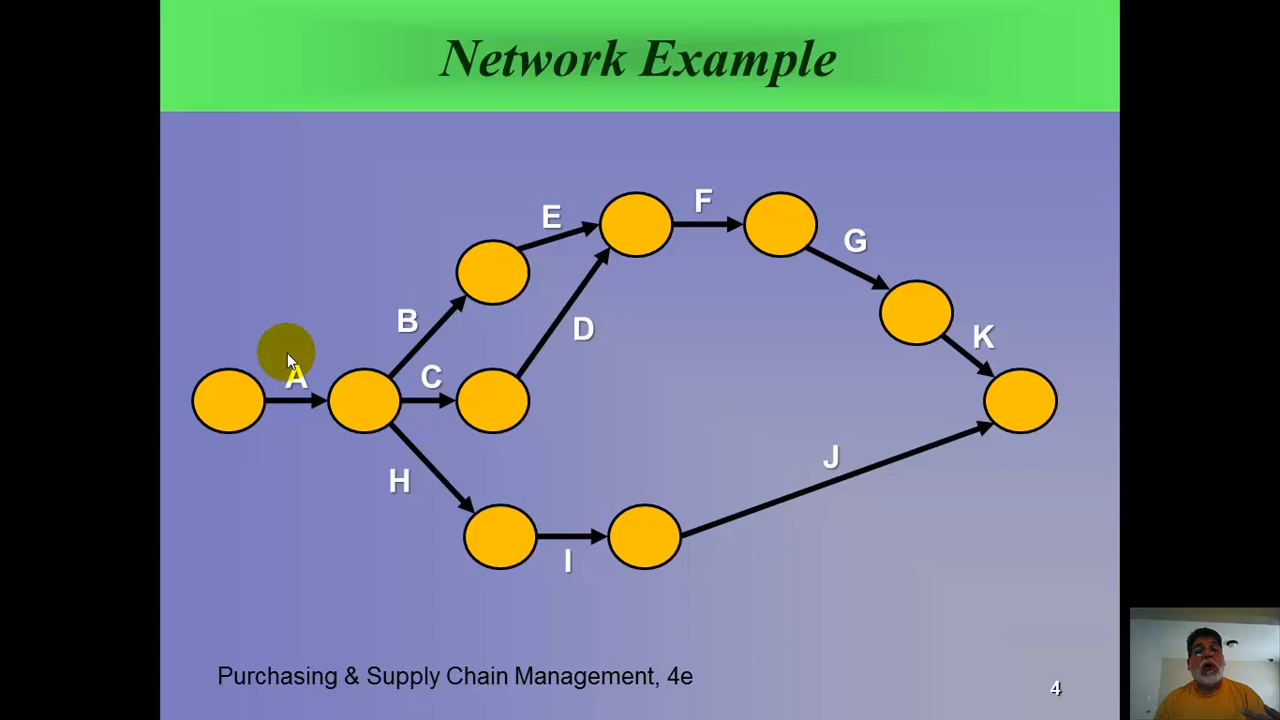 Network Example
E
F
G
B
D
K
A
C
J
H
I
Purchasing & Supply Chain Management, 4e
4